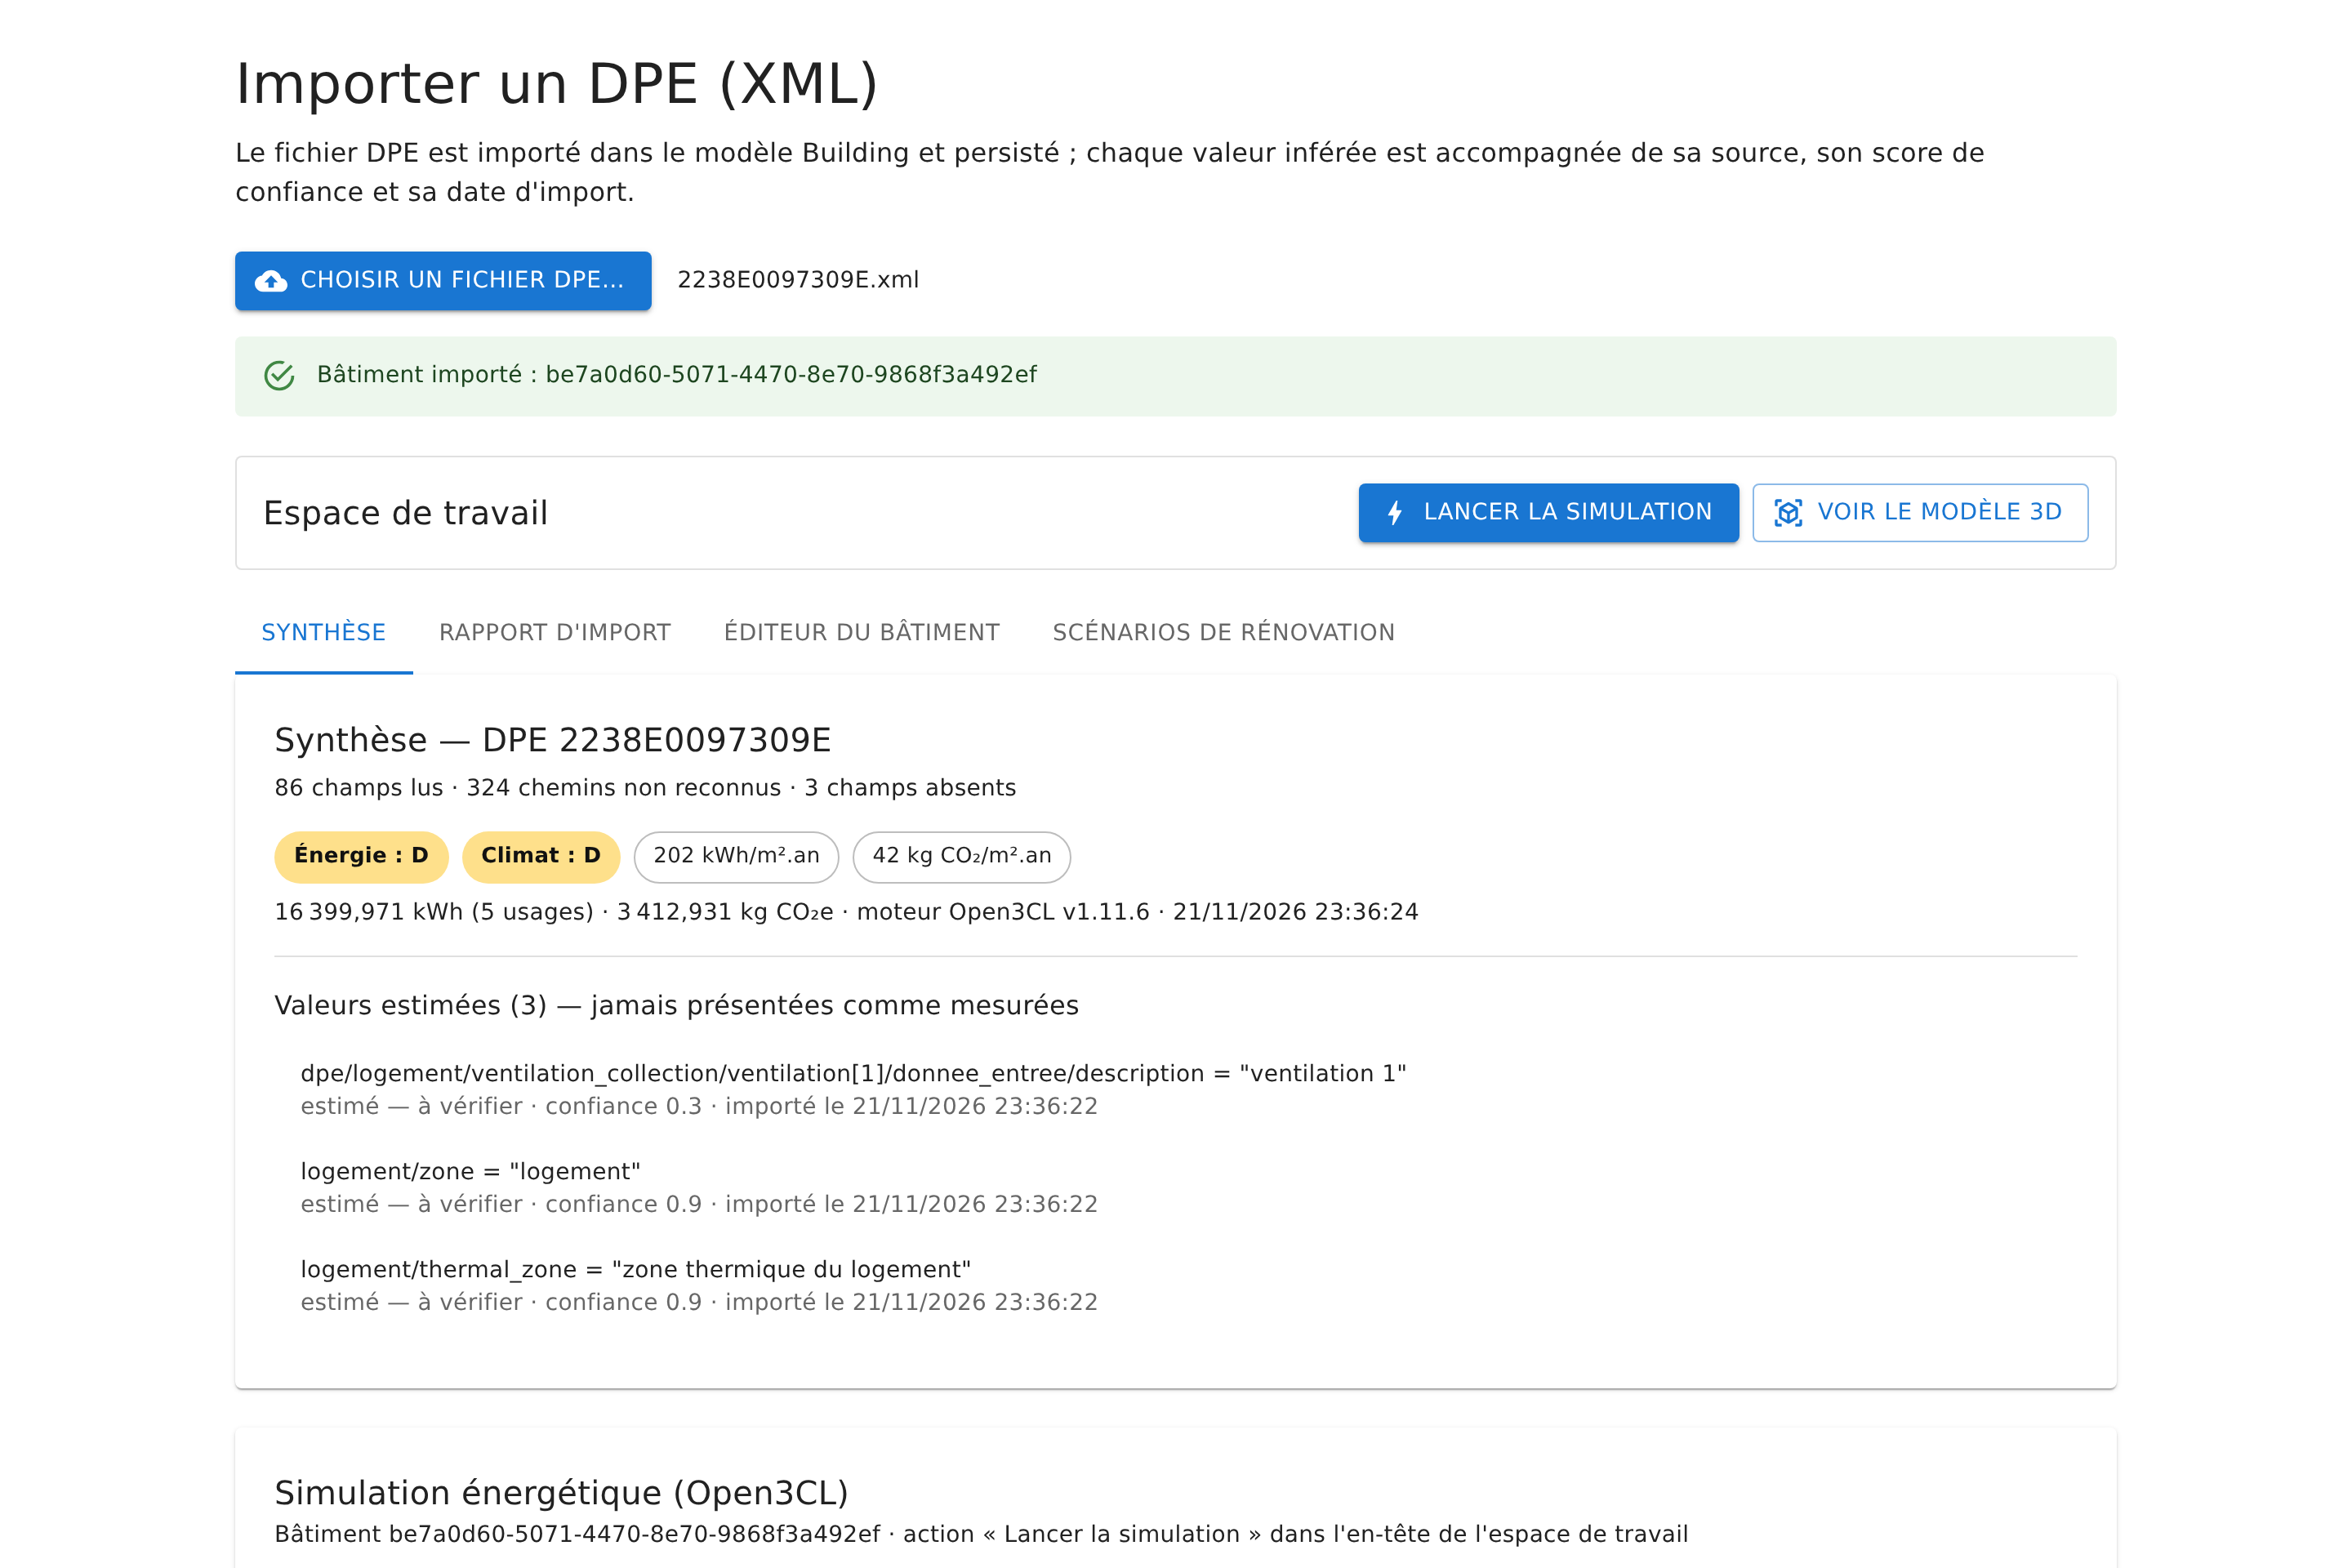 Importer un DPE (XML)
Le fichier DPE est importé dans le modèle Building et persisté ; chaque valeur inférée est accompagnée de sa source, son score de
confiance et sa date d'import.
CHOISIR UN FICHIER DPE... 2238E0097309E.xml
Bâtiment importé : be7a0d60-5071-4470-8e70-9868f3a492ef
Espace de travail LANCER LA SIMULATION VOIR LE MODÈLE 3D
SYNTHÈSE RAPPORT D'IMPORT ÉDITEUR DU BÂTIMENT SCÉNARIOS DE RÉNOVATION
Synthèse — DPE 2238E0097309E
86 champs lus · 324 chemins non reconnus · 3 champs absents
Énergie : D Climat : D 202 kWh/m².an 42 kg CO₂/m².an
16 399,971 kWh (5 usages) · 3 412,931 kg CO₂e · moteur Open3CL v1.11.6 · 21/11/2026 23:36:24
Valeurs estimées (3) — jamais présentées comme mesurées
dpe/logement/ventilation_collection/ventilation[1]/donnee_entree/description = "ventilation 1"
estimé — à vérifier · confiance 0.3 · importé le 21/11/2026 23:36:22
logement/zone = "logement"
estimé — à vérifier · confiance 0.9 · importé le 21/11/2026 23:36:22
logement/thermal_zone = "zone thermique du logement"
estimé — à vérifier · confiance 0.9 · importé le 21/11/2026 23:36:22
Simulation énergétique (Open3CL)
Bâtiment be7a0d60-5071-4470-8e70-9868f3a492ef · action « Lancer la simulation » dans l'en-tête de l'espace de travail